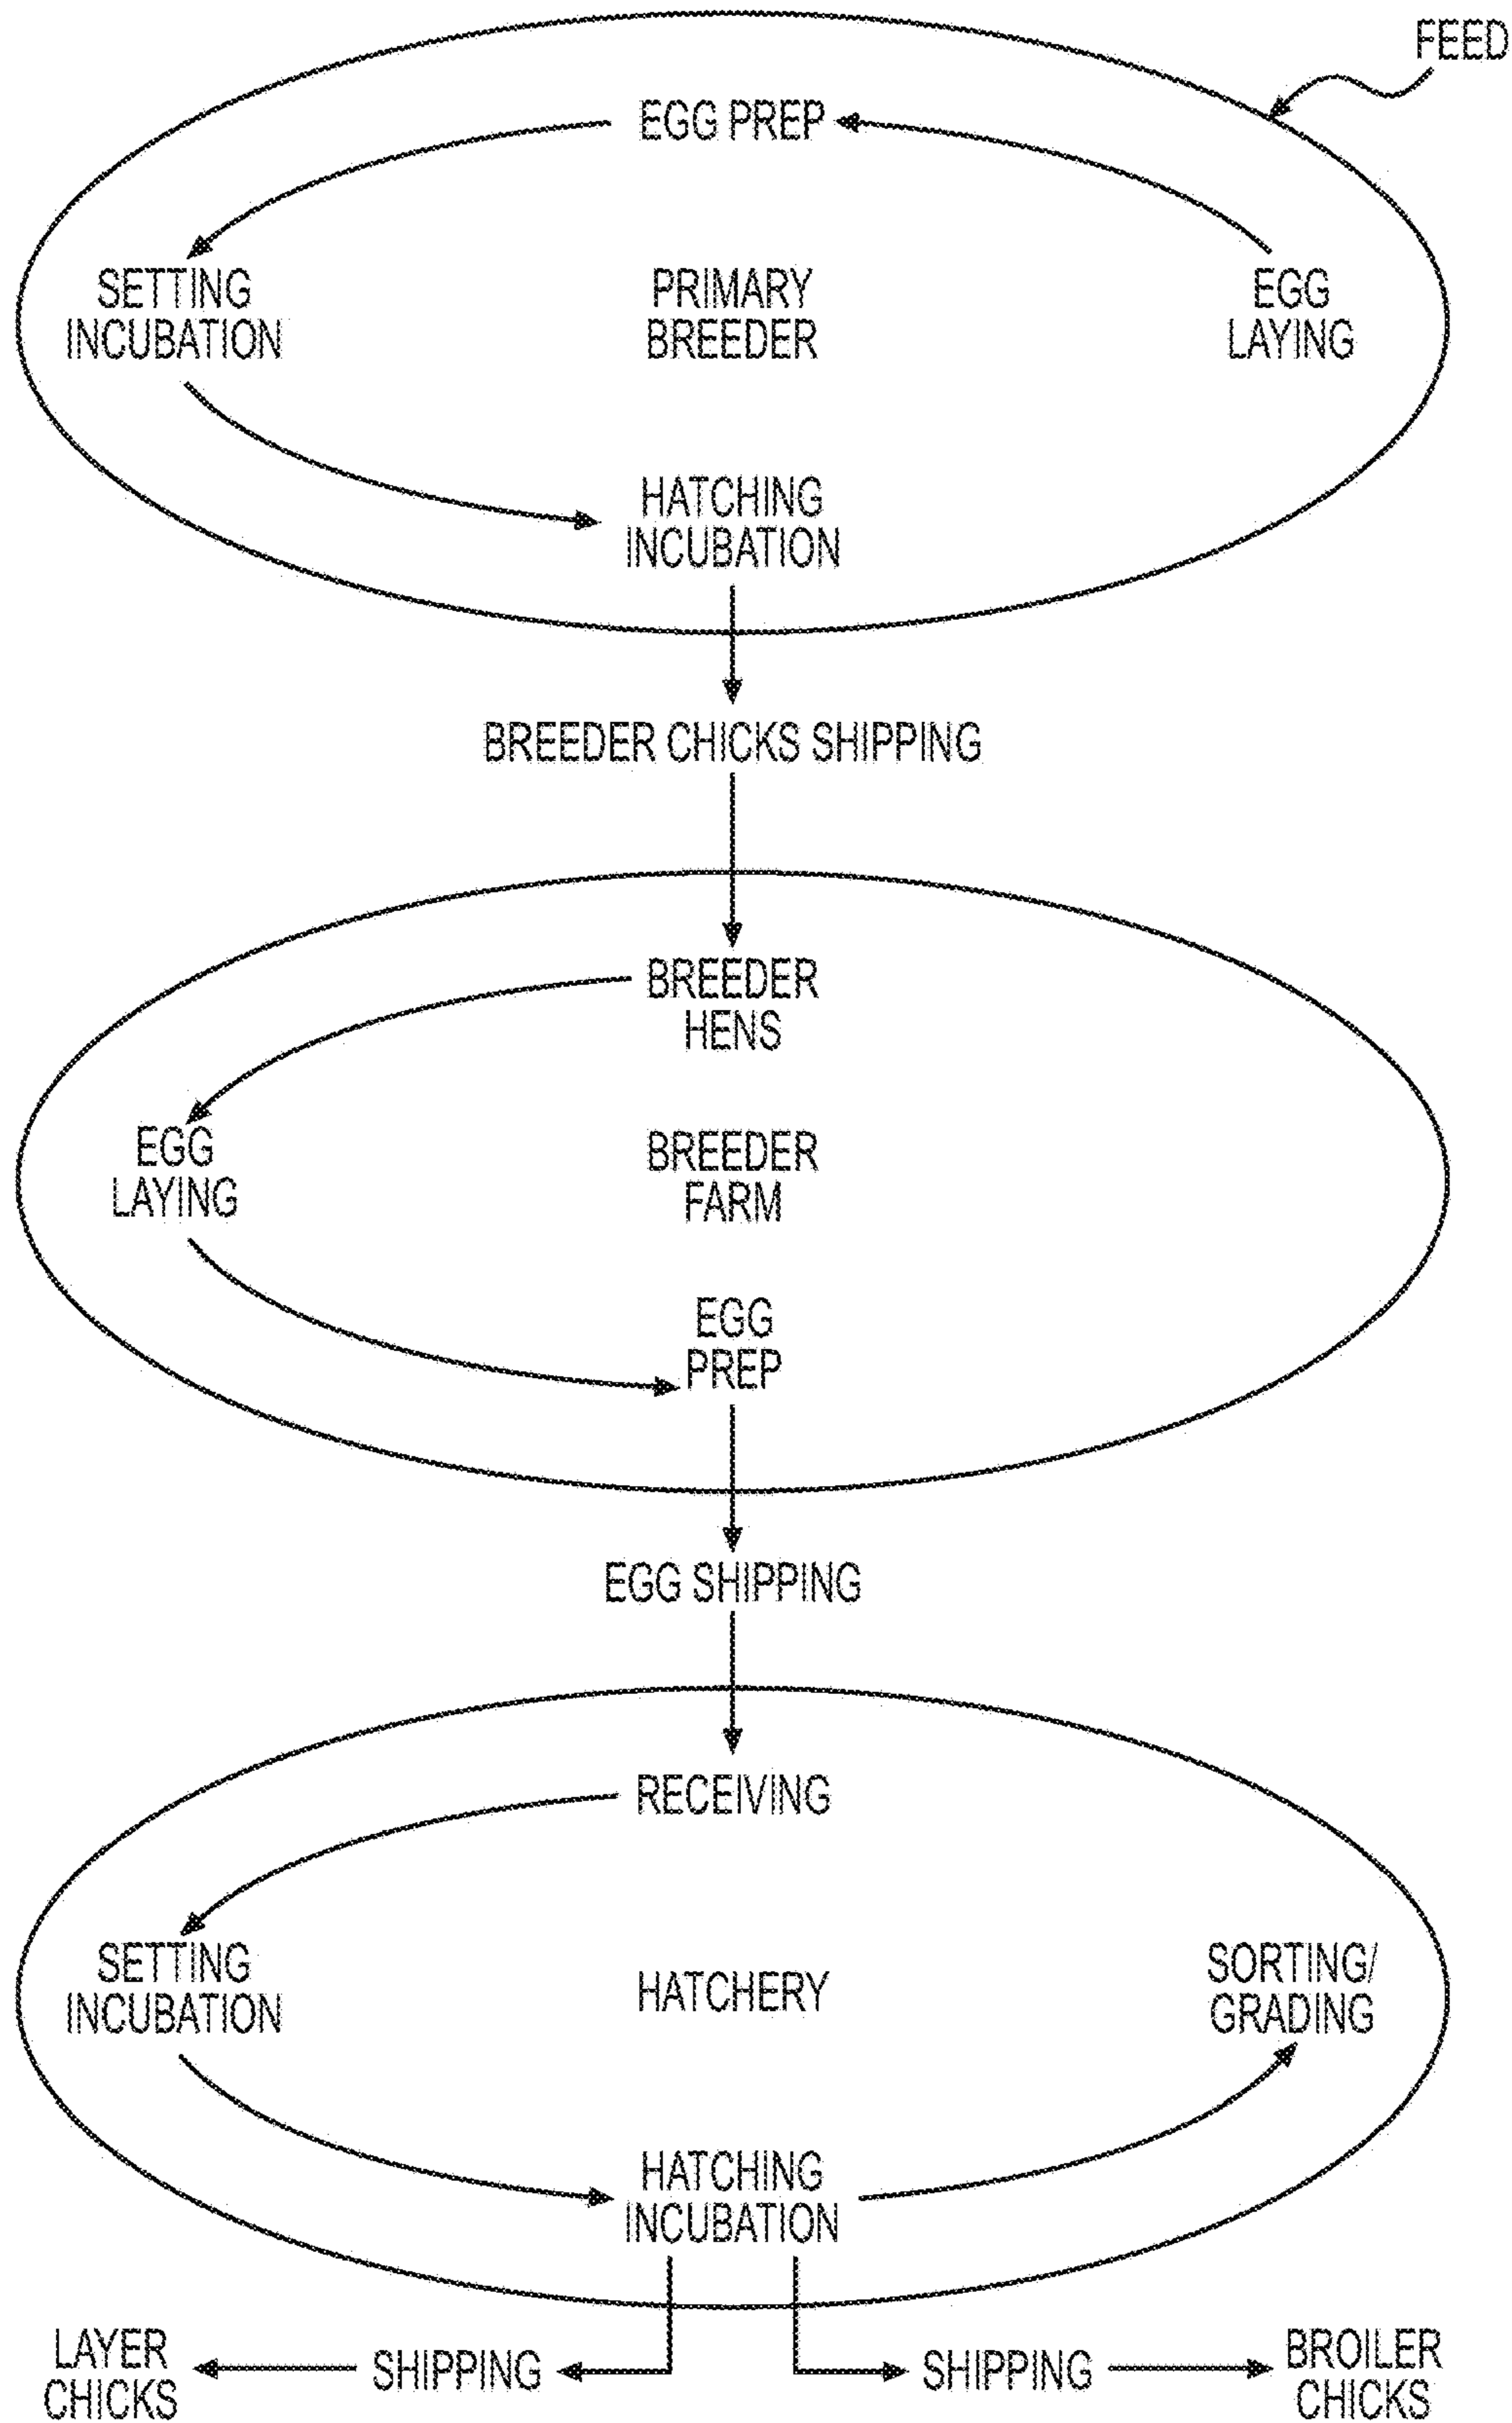 FEED
EGG PREP
SETTING
INCUBATION
PRIMARY
BREEDER
EGG
LAYING
HATCHING
INCUBATION
BREEDER CHICKS SHIPPING
BREEDER
HENS
EGG
LAYING
BREEDER
FARM
EGG
PREP
EGG SHIPPING
RECEIVING
SETTING
INCUBATION
HATCHERY
SORTING/
GRADING
HATCHING
INCUBATION
LAYER
CHICKS
SHIPPING
SHIPPING
BROILER
CHICKS